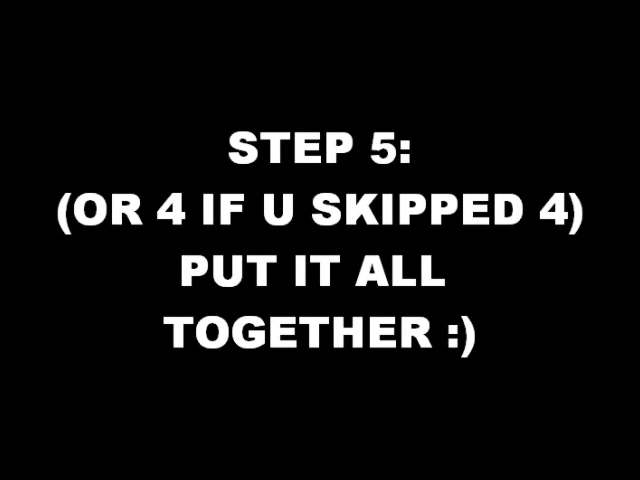 STEP 5:
(OR 4 IF U SKIPPED 4)
PUT IT ALL
TOGETHER :)